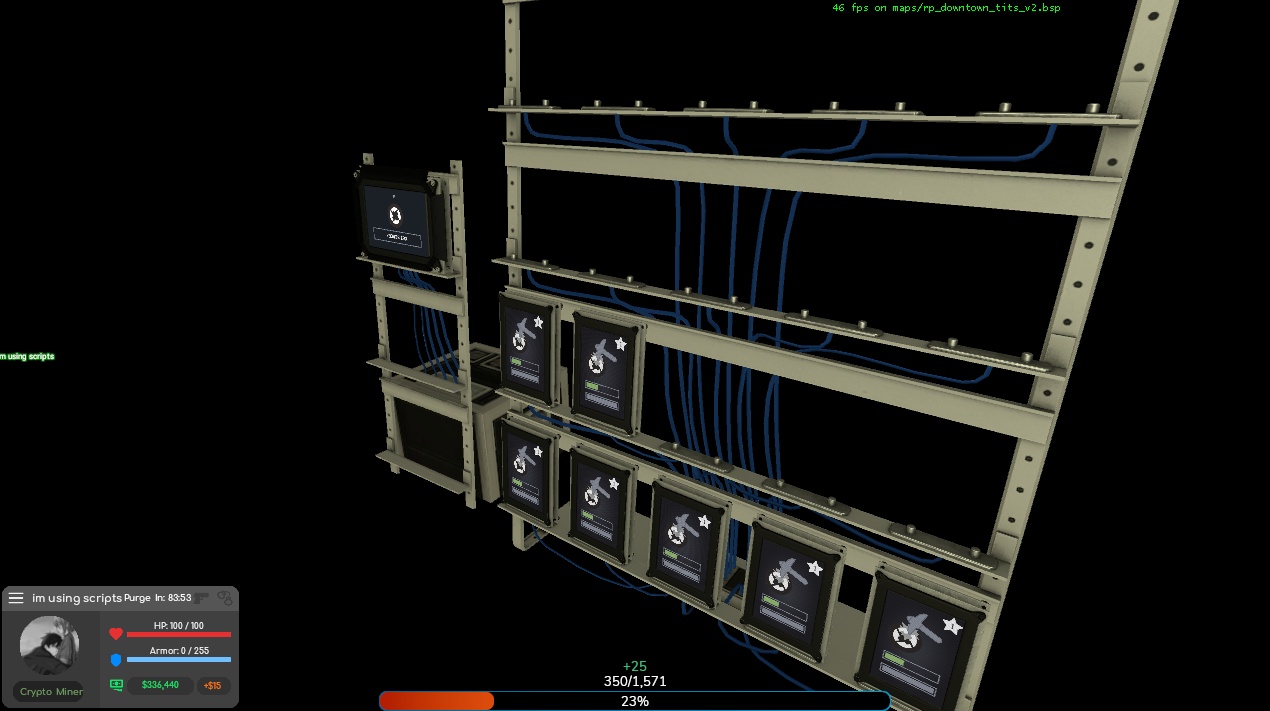 46 fps on maps/rp_downtown_tits_v2.bsp
m using scripts
im using scripts Purge In: 83:53
HP: 100 / 100
Armor: 0 / 255
$336,440 +$15
Crypto Miner
+25
350/1,571
23%